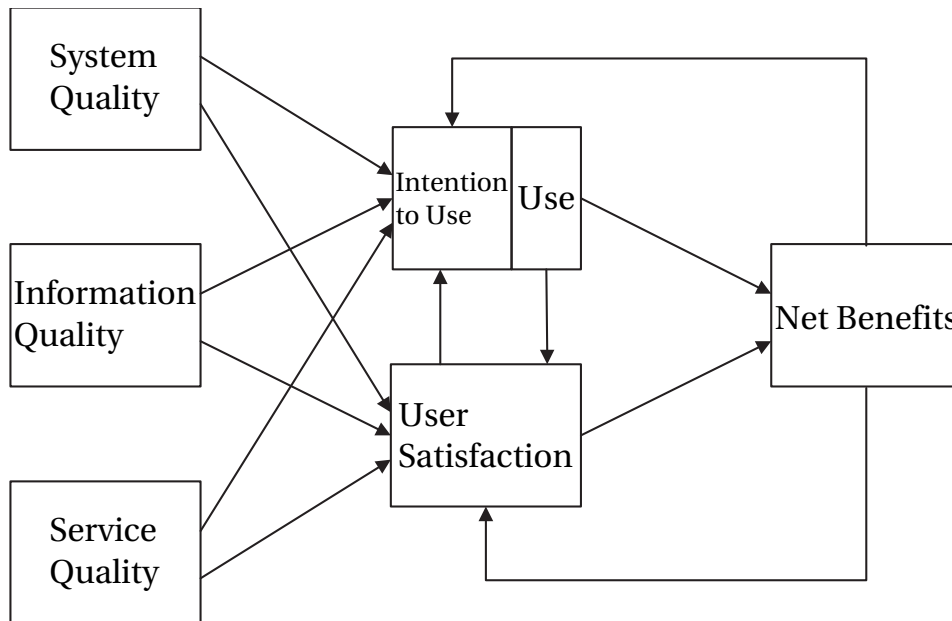 System
Quality
Intention
to Use
Use
Information
Quality
Net Benefits
User
Satisfaction
Service
Quality